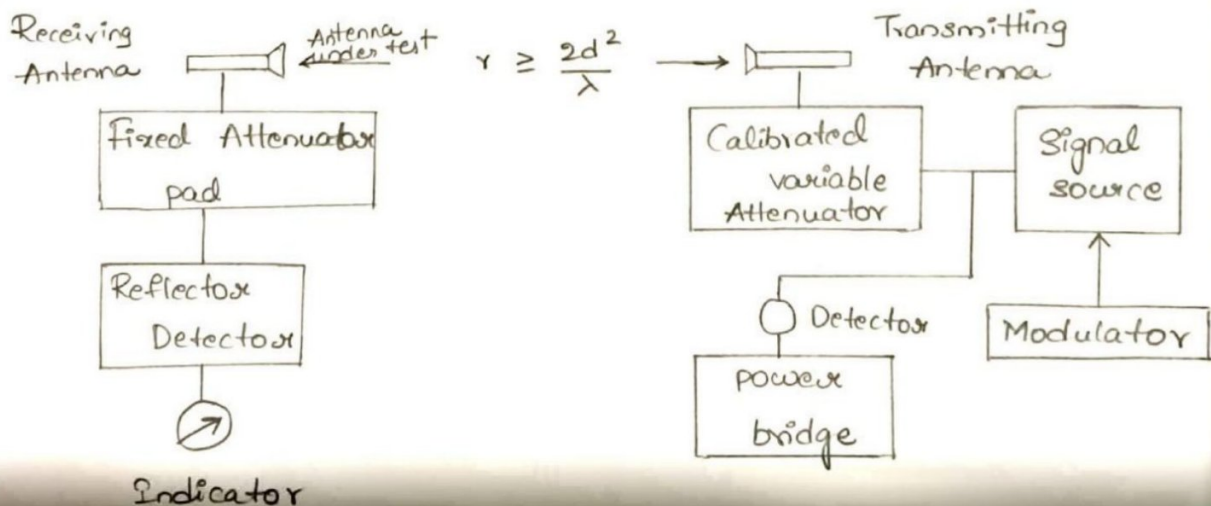 Receiving
Antenna
Antenna
under test
r ≥ 2d²/λ
Transmitting
Antenna
Fixed Attenuator
pad
Calibrated
variable
Attenuator
Signal
source
Reflector
Detector
Detector
Modulator
power
bridge
Indicator